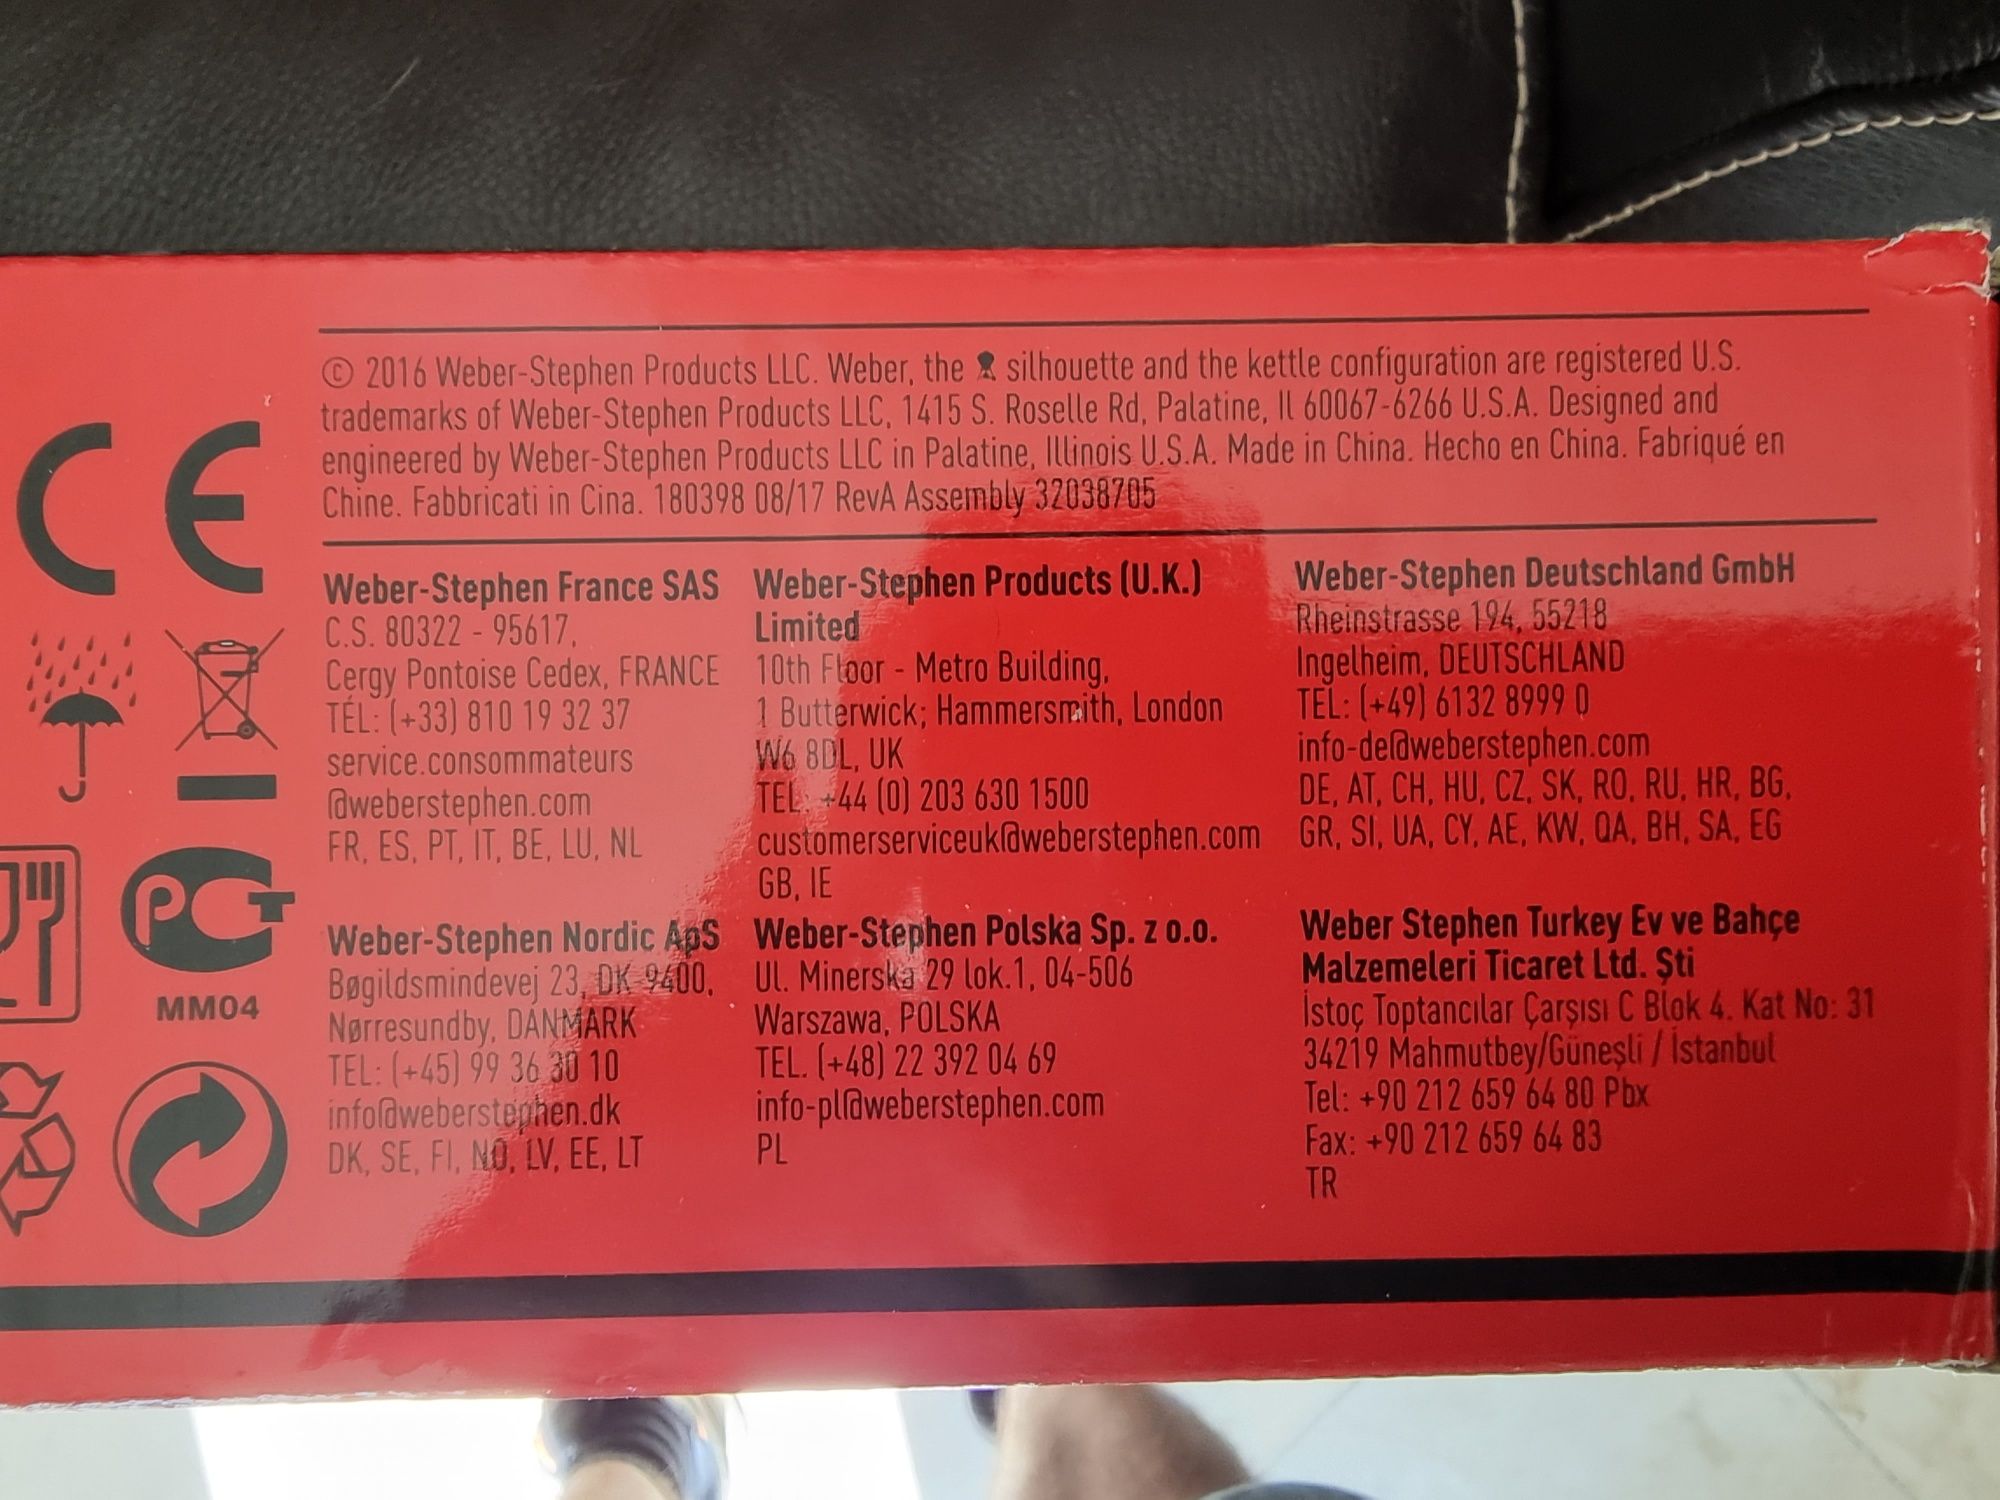 © 2016 Weber-Stephen Products LLC. Weber, the silhouette and the kettle configuration are registered U.S.
trademarks of Weber-Stephen Products LLC, 1415 S. Roselle Rd, Palatine, Il 60067-6266 U.S.A. Designed and
engineered by Weber-Stephen Products LLC in Palatine, Illinois U.S.A. Made in China. Hecho en China. Fabriqué en
Chine. Fabbricati in Cina. 180398 08/17 RevA Assembly 32038705
CE
PCT
MM04
Weber-Stephen France SAS
C.S. 80322 - 95617,
Cergy Pontoise Cedex, FRANCE
TÉL: (+33) 810 19 32 37
service.consommateurs
@weberstephen.com
FR, ES, PT, IT, BE, LU, NL
Weber-Stephen Products (U.K.)
Limited
10th Floor - Metro Building,
1 Butterwick; Hammersmith, London
W6 8DL, UK
TEL: +44 (0) 203 630 1500
customerserviceuk@weberstephen.com
GB, IE
Weber-Stephen Deutschland GmbH
Rheinstrasse 194, 55218
Ingelheim, DEUTSCHLAND
TEL: (+49) 6132 8999 0
info-de@weberstephen.com
DE, AT, CH, HU, CZ, SK, RO, RU, HR, BG,
GR, SI, UA, CY, AE, KW, QA, BH, SA, EG
Weber-Stephen Nordic ApS
Bøgildsmindevej 23, DK-9400,
Nørresundby, DANMARK
TEL: (+45) 99 36 30 10
info@weberstephen.dk
DK, SE, FI, NO, LV, EE, LT
Weber-Stephen Polska Sp. z o.o.
Ul. Minerska 29 lok.1, 04-506
Warszawa, POLSKA
TEL. (+48) 22 392 04 69
info-pl@weberstephen.com
PL
Weber Stephen Turkey Ev ve Bahçe
Malzemeleri Ticaret Ltd. Şti
İstoç Toptancılar Çarşısı C Blok 4. Kat No: 31
34219 Mahmutbey/Güneşli / İstanbul
Tel: +90 212 659 64 80 Pbx
Fax: +90 212 659 64 83
TR